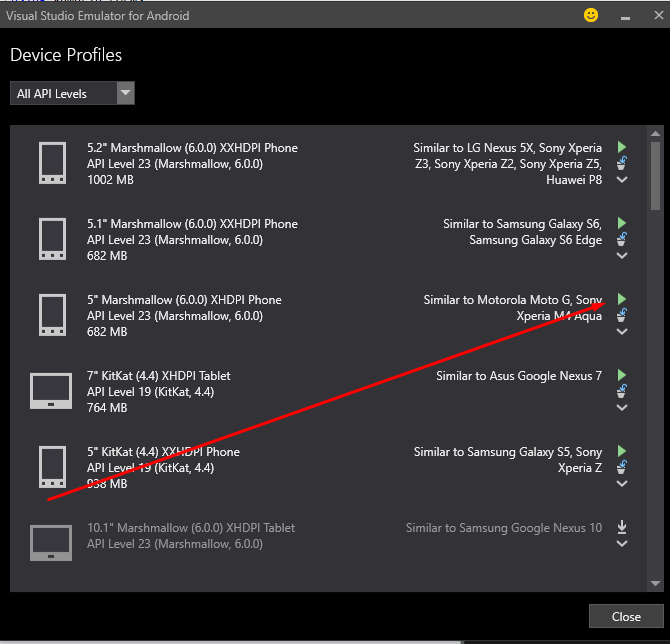 Visual Studio Emulator for Android
Device Profiles
All API Levels
5.2" Marshmallow (6.0.0) XXHDPI Phone
API Level 23 (Marshmallow, 6.0.0)
1002 MB
Similar to LG Nexus 5X, Sony Xperia
Z3, Sony Xperia Z2, Sony Xperia Z5,
Huawei P8
5.1" Marshmallow (6.0.0) XXHDPI Phone
API Level 23 (Marshmallow, 6.0.0)
682 MB
Similar to Samsung Galaxy S6,
Samsung Galaxy S6 Edge
5" Marshmallow (6.0.0) XHDPI Phone
API Level 23 (Marshmallow, 6.0.0)
682 MB
Similar to Motorola Moto G, Sony
Xperia M4 Aqua
7" KitKat (4.4) XHDPI Tablet
API Level 19 (KitKat, 4.4)
764 MB
Similar to Asus Google Nexus 7
5" KitKat (4.4) XXHDPI Phone
API Level 19 (KitKat, 4.4)
938 MB
Similar to Samsung Galaxy S5, Sony
Xperia Z
10.1" Marshmallow (6.0.0) XHDPI Tablet
API Level 23 (Marshmallow, 6.0.0)
Similar to Samsung Google Nexus 10
Close